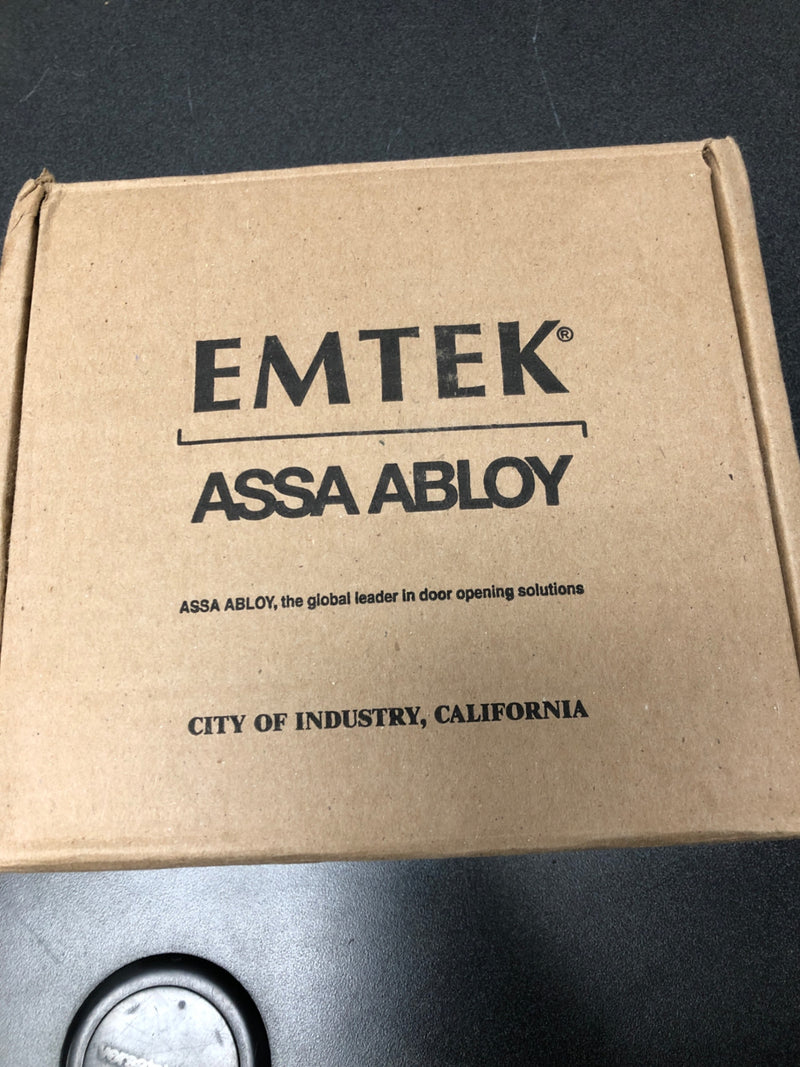 EMTEK®
ASSA ABLOY
ASSA ABLOY, the global leader in door opening solutions
CITY OF INDUSTRY, CALIFORNIA